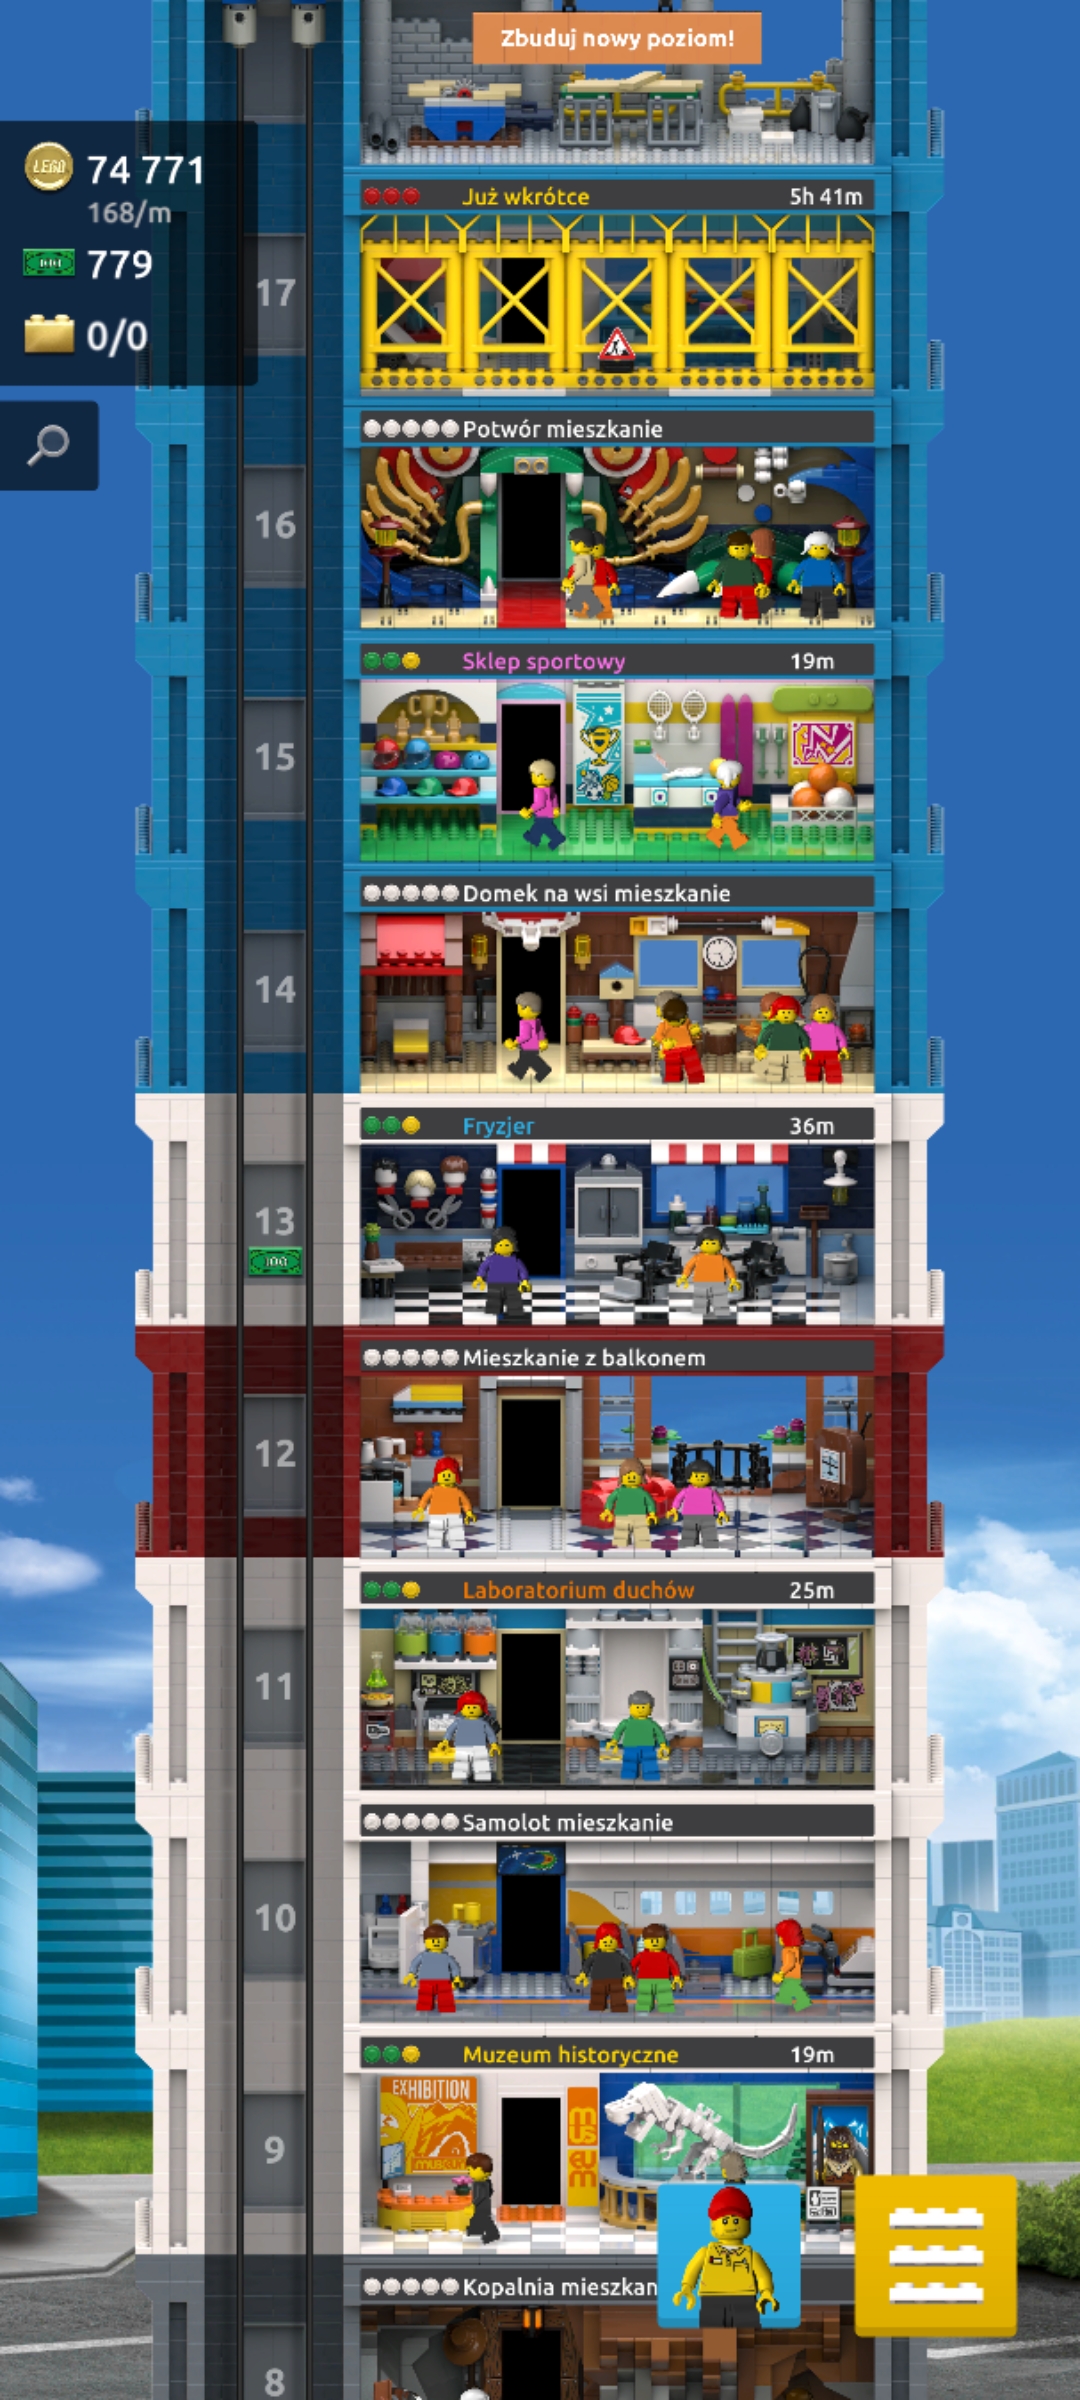 Zbuduj nowy poziom!
LEGO 74 771
168/m
100 779
0/0
Już wkrótce 5h 41m
17
Potwór mieszkanie
16
Sklep sportowy 19m
15
Domek na wsi mieszkanie
14
Fryzjer 36m
13
100
Mieszkanie z balkonem
12
Laboratorium duchów 25m
11
Samolot mieszkanie
10
Muzeum historyczne 19m
EXHIBITION
MUSEUM
9
Kopalnia mieszkan
8